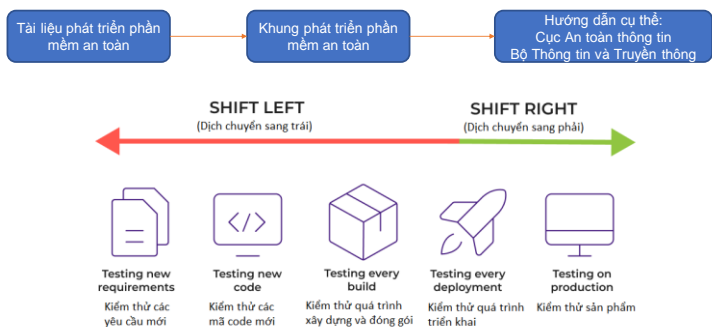 Tài liệu phát triển phần
mềm an toàn
Khung phát triển phần
mềm an toàn
Hướng dẫn cụ thể:
Cục An toàn thông tin
Bộ Thông tin và Truyền thông
SHIFT LEFT
(Dịch chuyển sang trái)
SHIFT RIGHT
(Dịch chuyển sang phải)
</>
Testing new
requirements
Kiểm thử các
yêu cầu mới
Testing new
code
Kiểm thử các
mã code mới
Testing every
build
Kiểm thử quá trình
xây dựng và đóng gói
Testing every
deployment
Kiểm thử quá trình
triển khai
Testing on
production
Kiểm thử sản phẩm